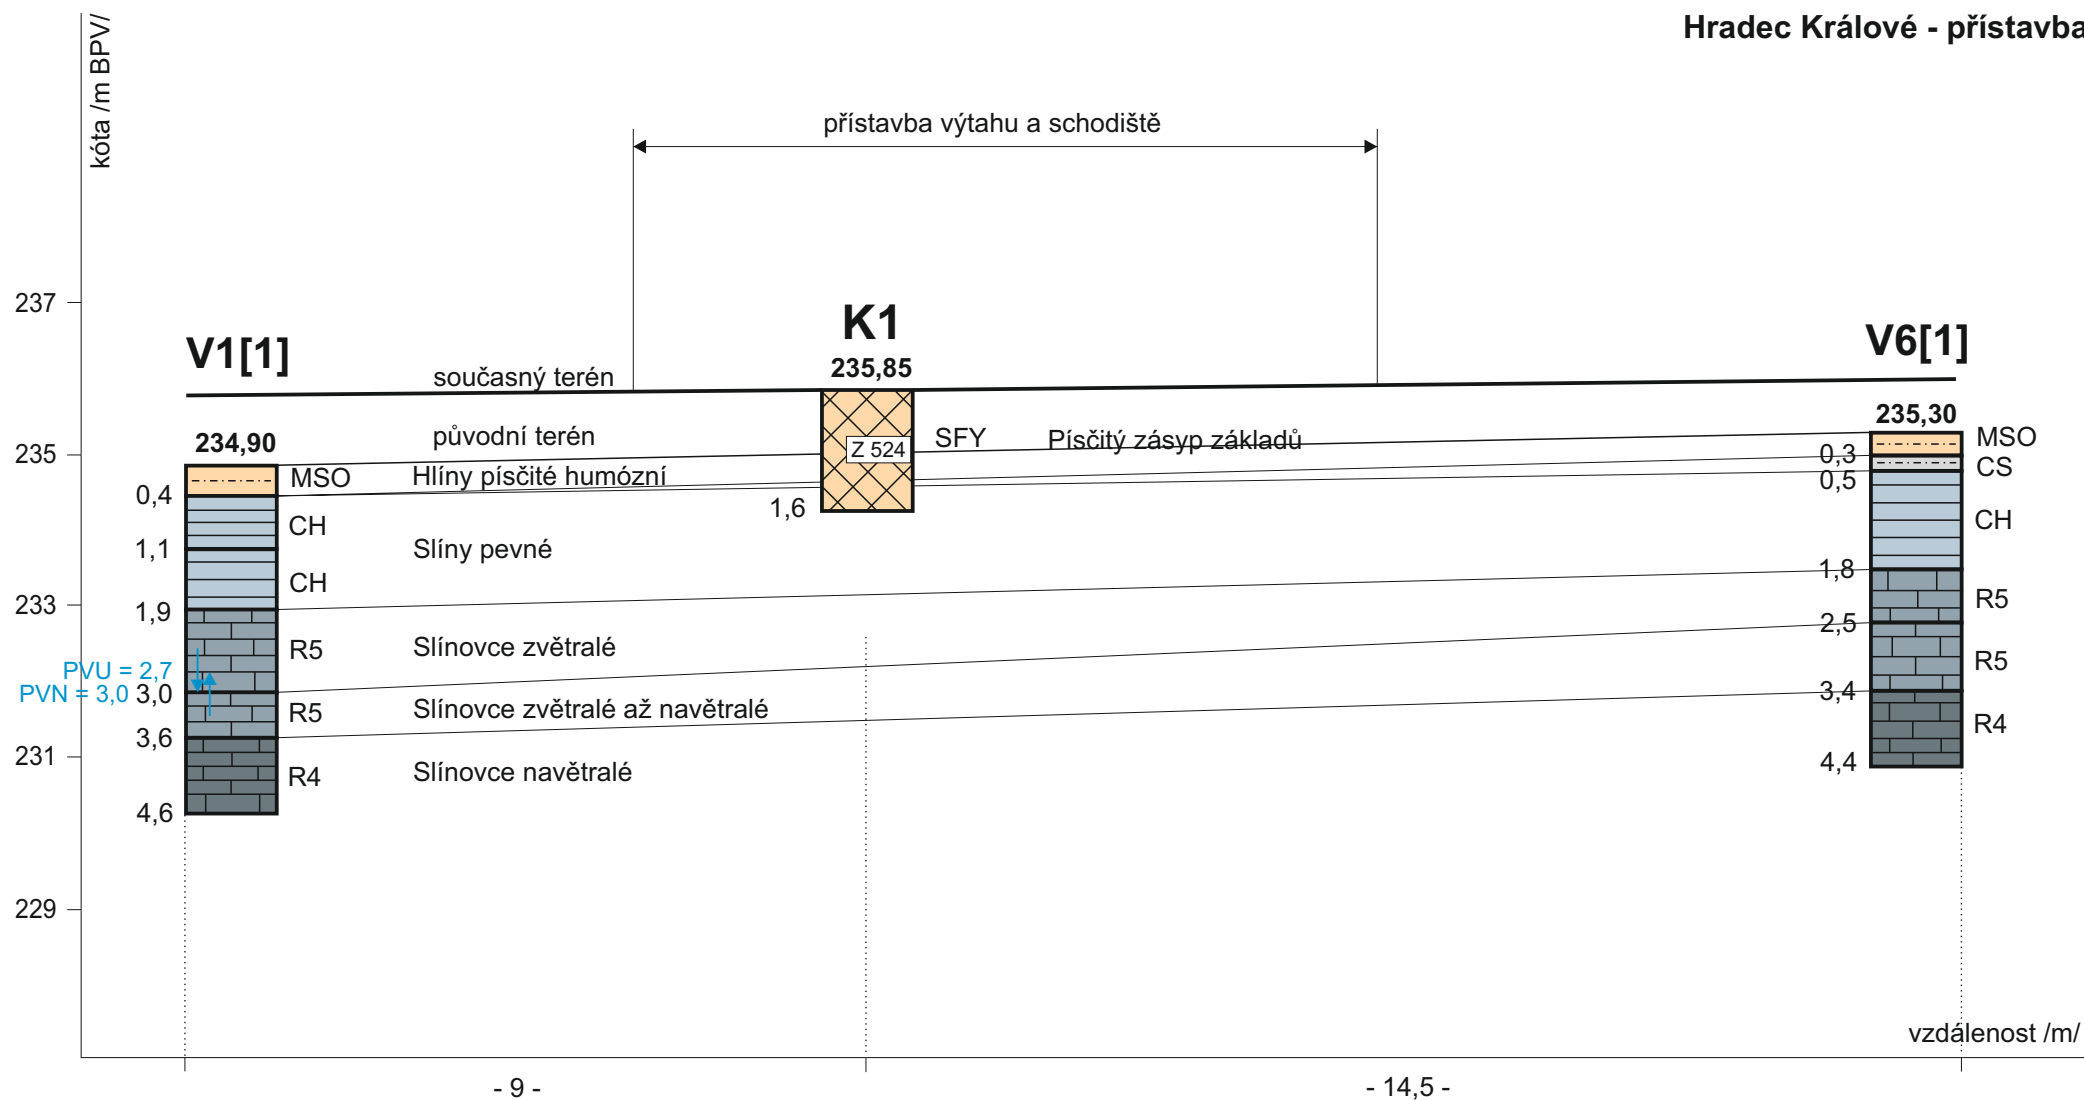 Hradec Králové - přístavba
kóta /m BPV/
přístavba výtahu a schodiště
237
235
233
231
229
V1[1]
K1
V6[1]
235,85
současný terén
234,90
původní terén
235,30
Z 524
SFY
Písčitý zásyp základů
MSO
Hlíny písčité humózní
0,4
CH
1,1
Slíny pevné
CH
1,9
R5
Slínovce zvětralé
PVU = 2,7
PVN = 3,0
3,0
R5
Slínovce zvětralé až navětralé
3,6
R4
Slínovce navětralé
4,6
1,6
MSO
0,3
CS
0,5
CH
1,8
R5
2,5
R5
3,4
R4
4,4
vzdálenost /m/
- 9 -
- 14,5 -